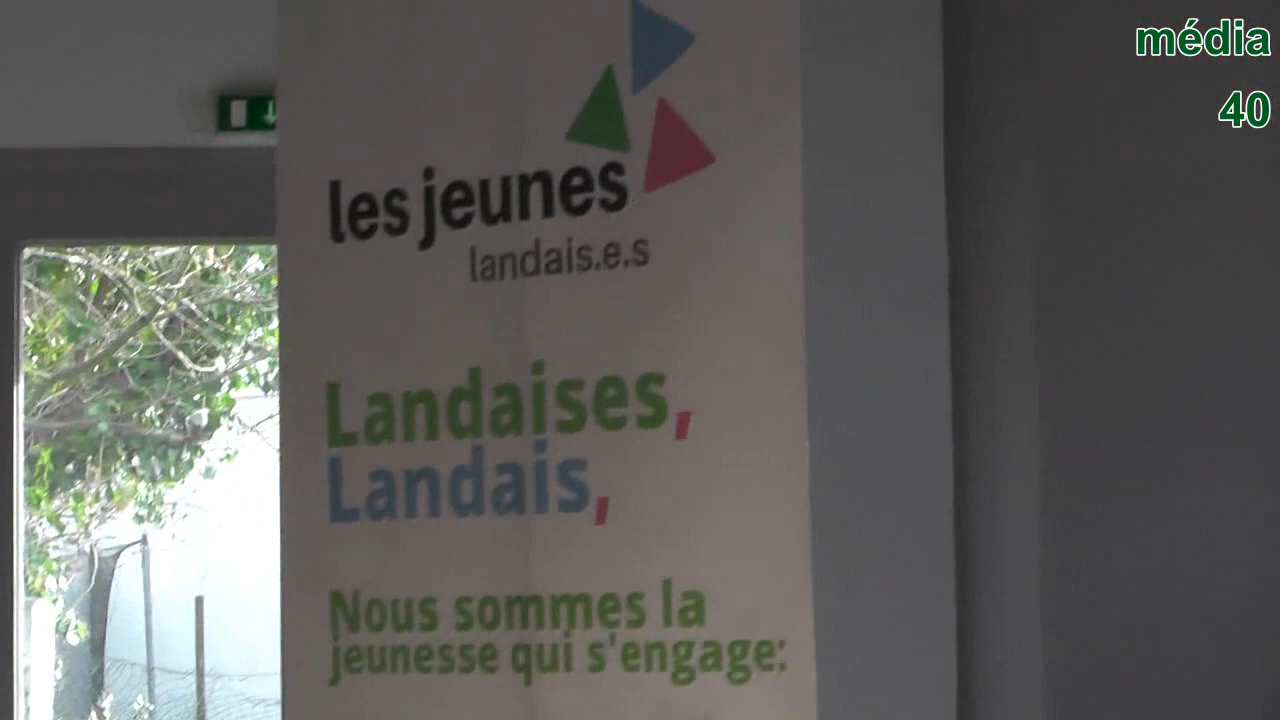 média
40
les jeunes
landais.e.s
Landaises,
Landais,
Nous sommes la
jeunesse qui s'engage: